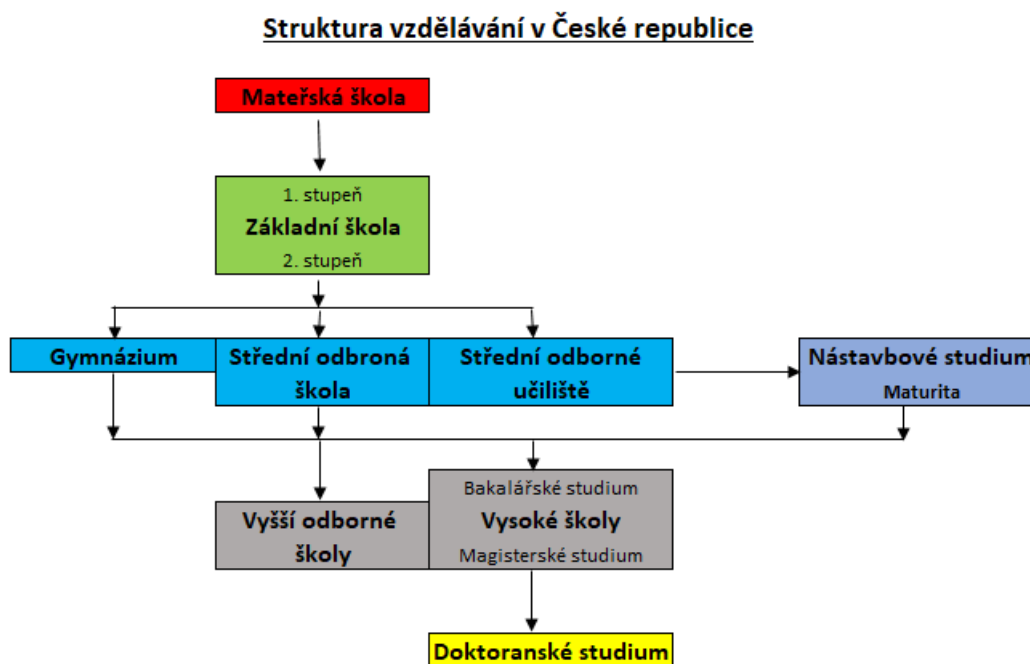 Struktura vzdělávání v České republice
Mateřská škola
1. stupeň
Základní škola
2. stupeň
Gymnázium
Střední odbroná
škola
Střední odborné
učiliště
Nástavbové studium
Maturita
Vyšší odborné
školy
Bakalářské studium
Vysoké školy
Magisterské studium
Doktoranské studium